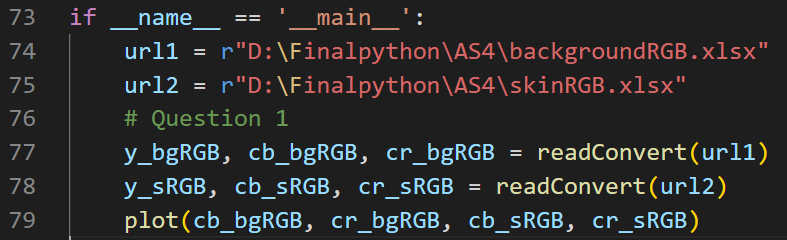 73 if __name__ == '__main__':
74 url1 = r"D:\Finalpython\AS4\backgroundRGB.xlsx"
75 url2 = r"D:\Finalpython\AS4\skinRGB.xlsx"
76 # Question 1
77 y_bgRGB, cb_bgRGB, cr_bgRGB = readConvert(url1)
78 y_sRGB, cb_sRGB, cr_sRGB = readConvert(url2)
79 plot(cb_bgRGB, cr_bgRGB, cb_sRGB, cr_sRGB)